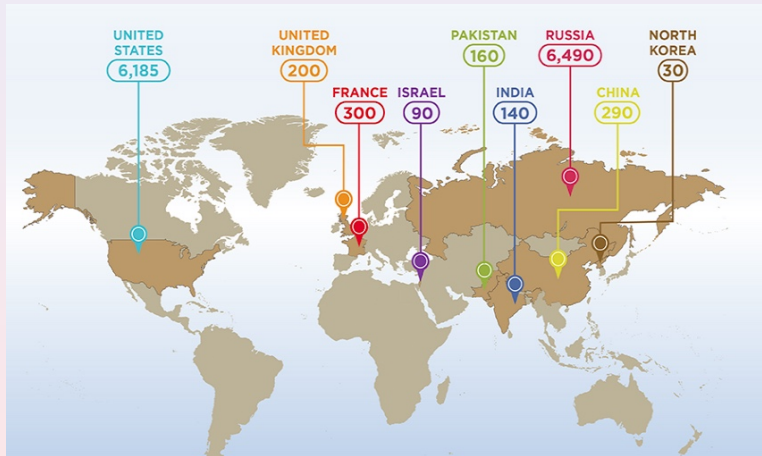 UNITED
STATES
6,185
UNITED
KINGDOM
200
FRANCE
300
ISRAEL
90
PAKISTAN
160
INDIA
140
RUSSIA
6,490
CHINA
290
NORTH
KOREA
30